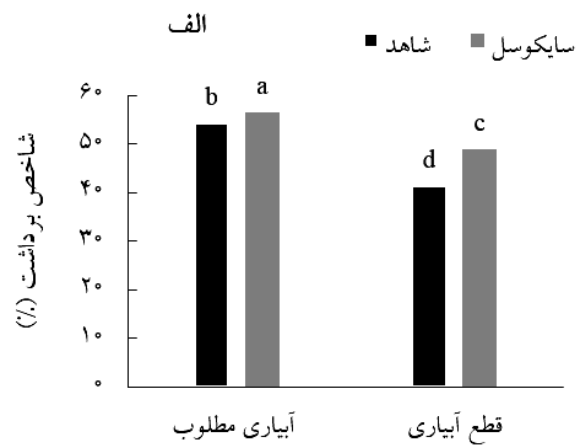 الف
شاهد
سایکوسل
شاخص برداشت (%)
۶۰
۵۰
۴۰
۳۰
۲۰
۱۰
۰
b
a
d
c
آبیاری مطلوب
قطع آبیاری